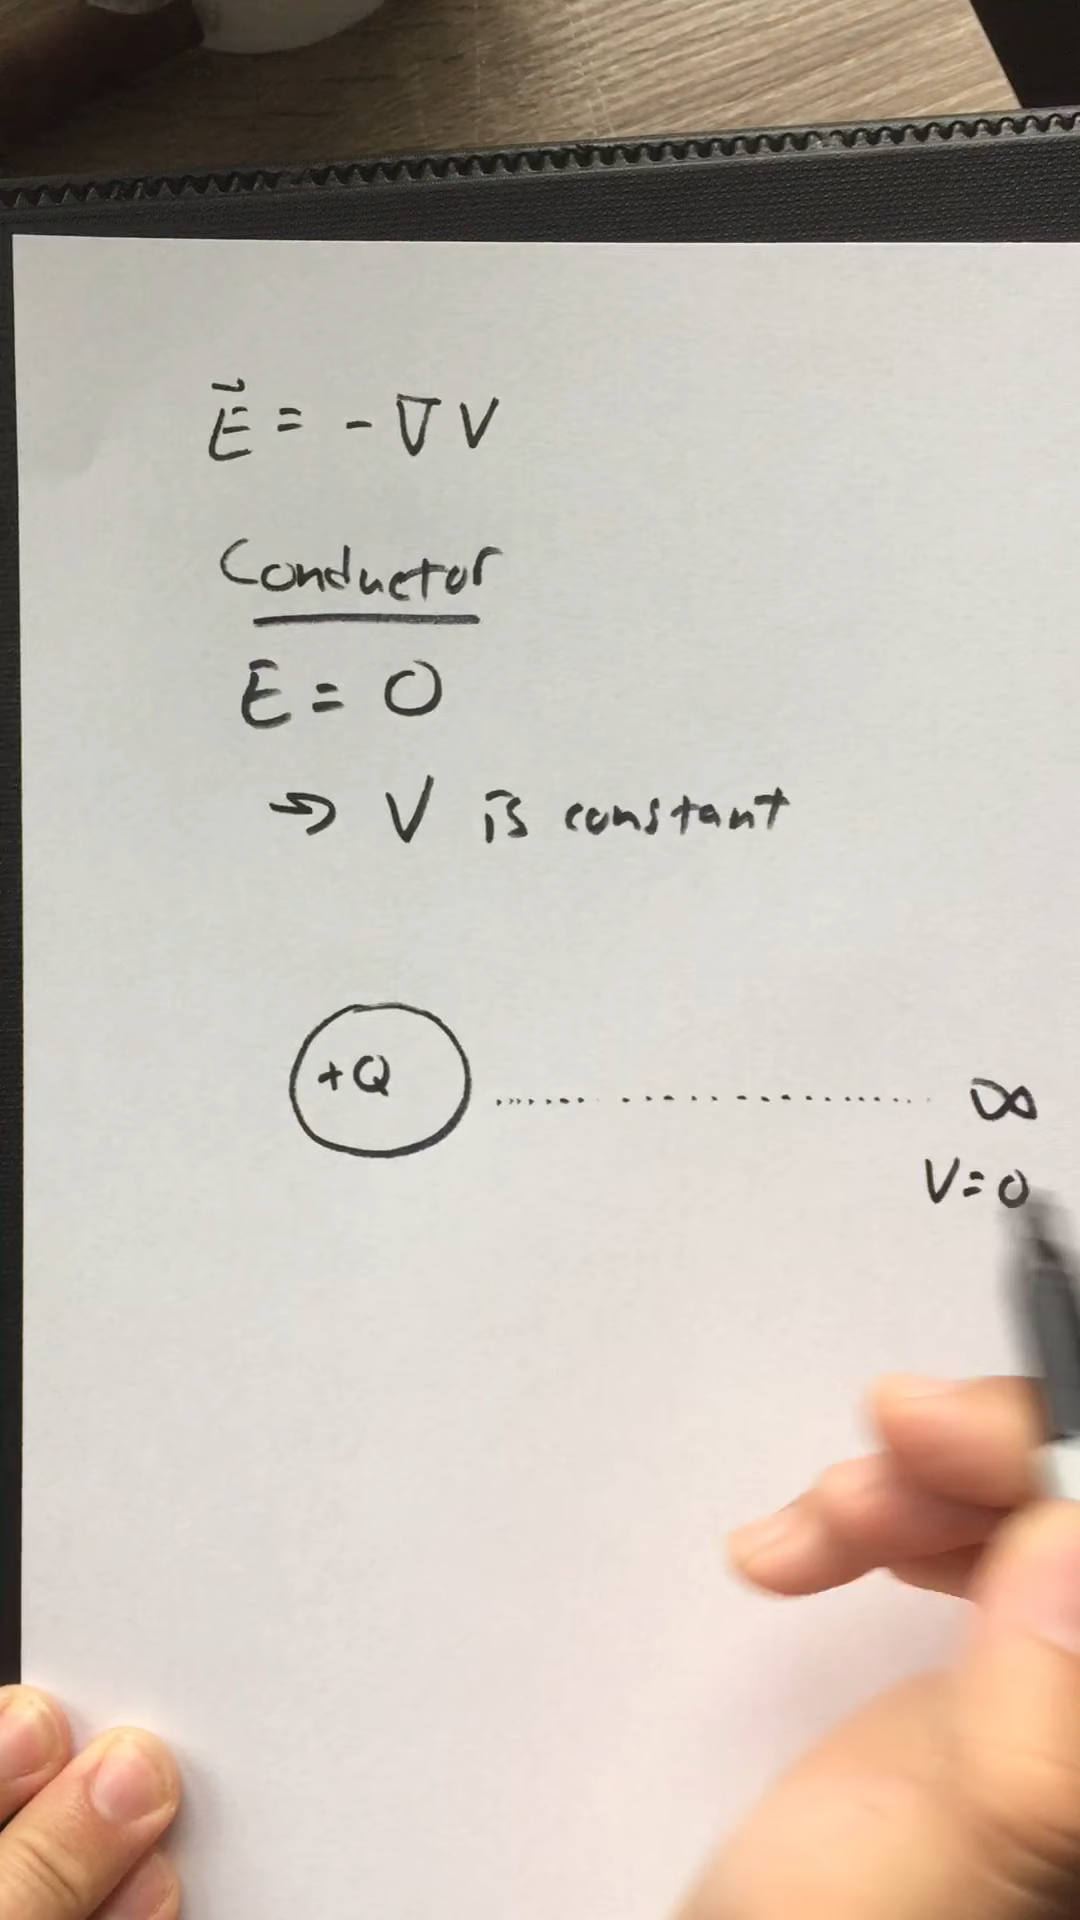 E⃗ = - ∇ V
Conductor
E = 0
→ V is constant
+Q ∞
V=0